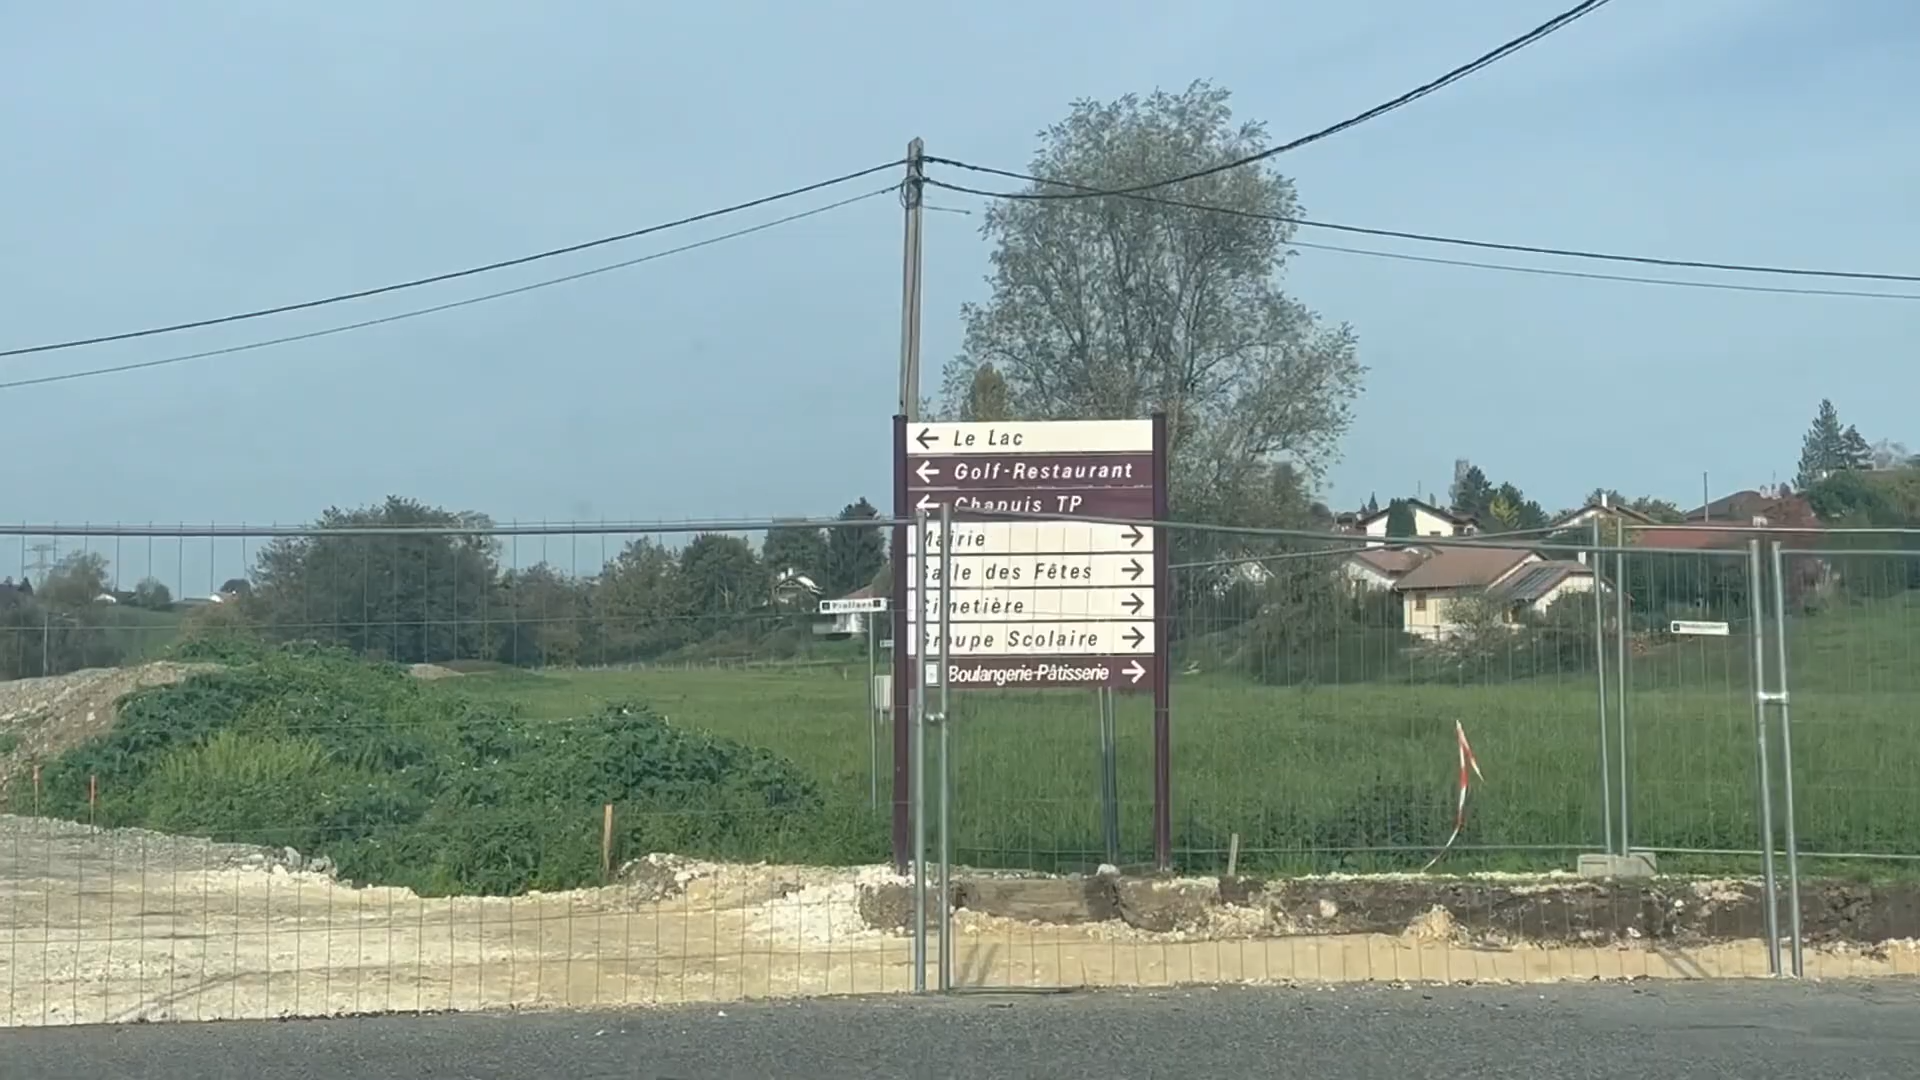 Le Lac
Golf-Restaurant
Chapuis TP
Mairie
Salle des Fêtes
Cimetière
Groupe Scolaire
Boulangerie-Pâtisserie